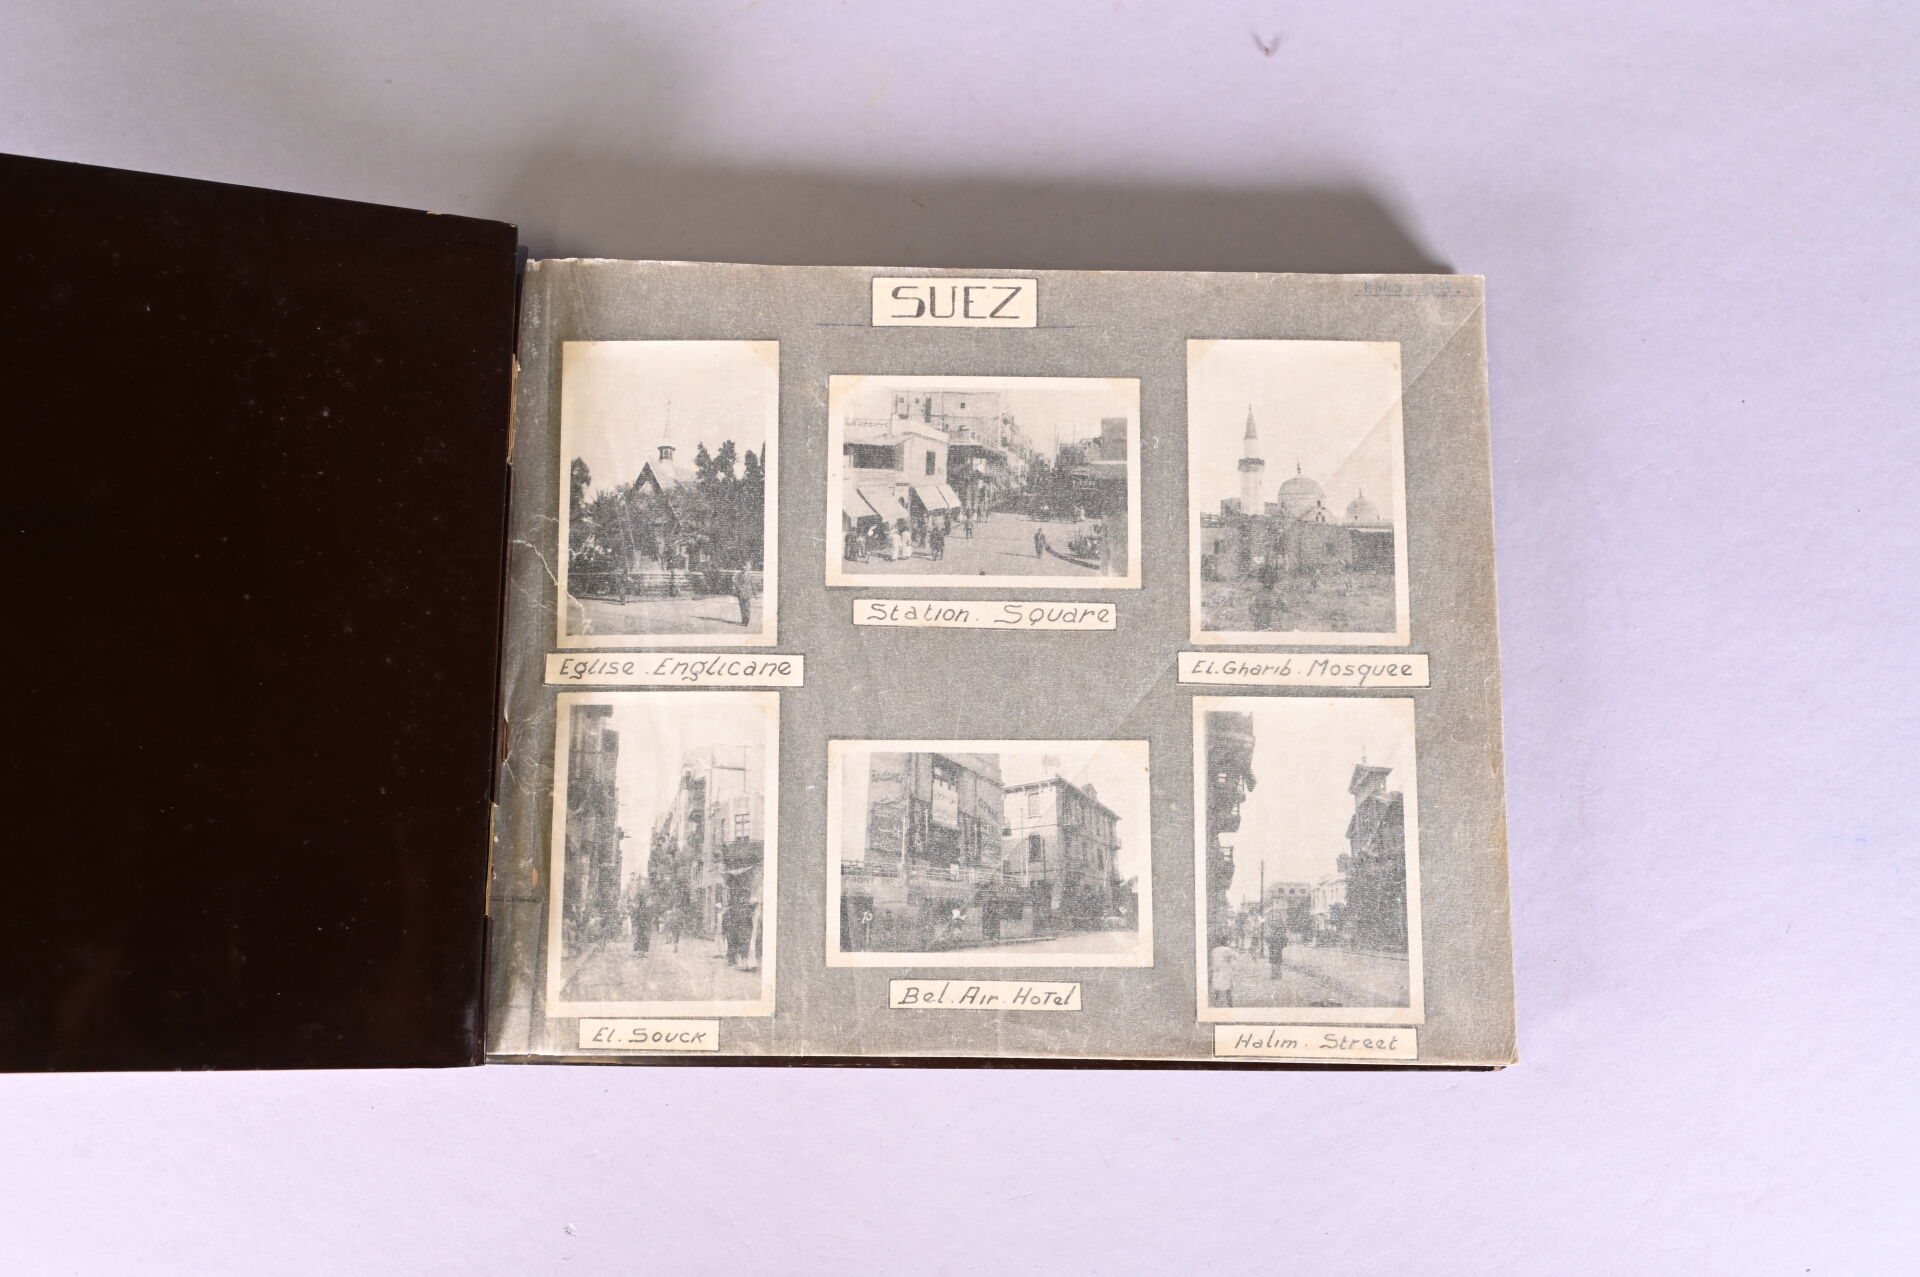 SUEZ
Eglise . Englicane
Station . Square
El . Gharib . Mosquee
El . Souck
Bel . Air . Hotel
Halim . Street